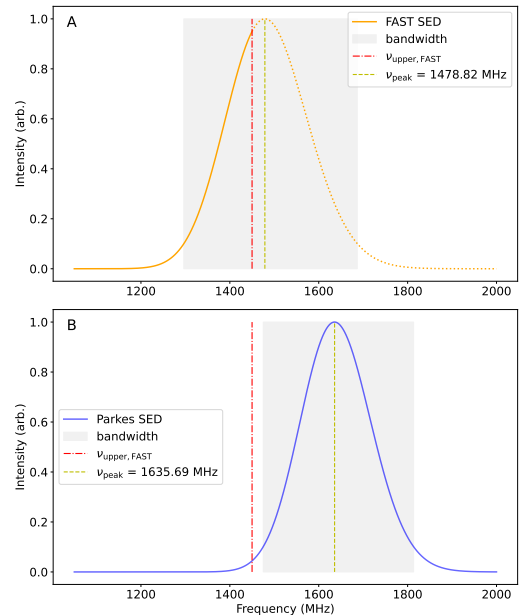 A
FAST SED
bandwidth
ν_upper, FAST
ν_peak = 1478.82 MHz
Intensity (arb.)
1.0
0.8
0.6
0.4
0.2
0.0
1200 1400 1600 1800 2000
B
Parkes SED
bandwidth
ν_upper, FAST
ν_peak = 1635.69 MHz
Intensity (arb.)
1.0
0.8
0.6
0.4
0.2
0.0
1200 1400 1600 1800 2000
Frequency (MHz)